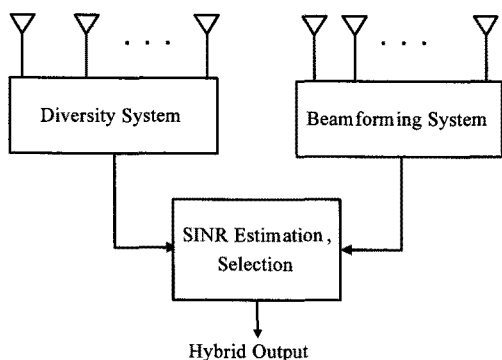 . . .
. . .
Diversity System
Beamforming System
SINR Estimation,
Selection
Hybrid Output